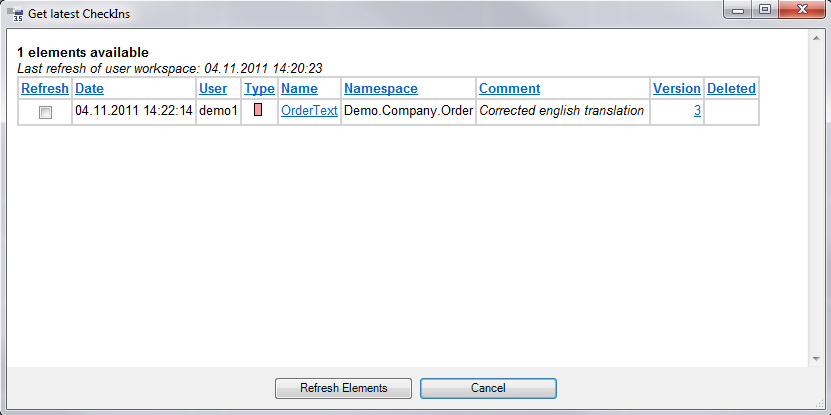 Get latest CheckIns
1 elements available
Last refresh of user workspace: 04.11.2011 14:20:23
Refresh Date User Type Name Namespace Comment Version Deleted
04.11.2011 14:22:14 demo1 OrderText Demo.Company.Order Corrected english translation 3
Refresh Elements Cancel